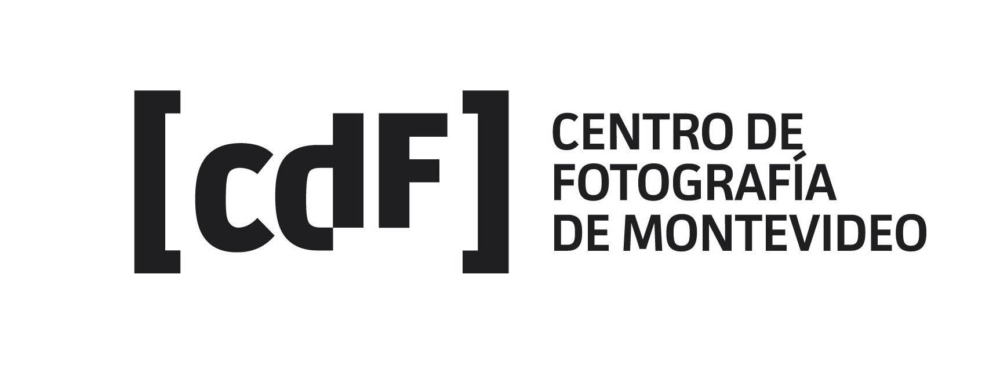 [cdF]
CENTRO DE
FOTOGRAFÍA
DE MONTEVIDEO